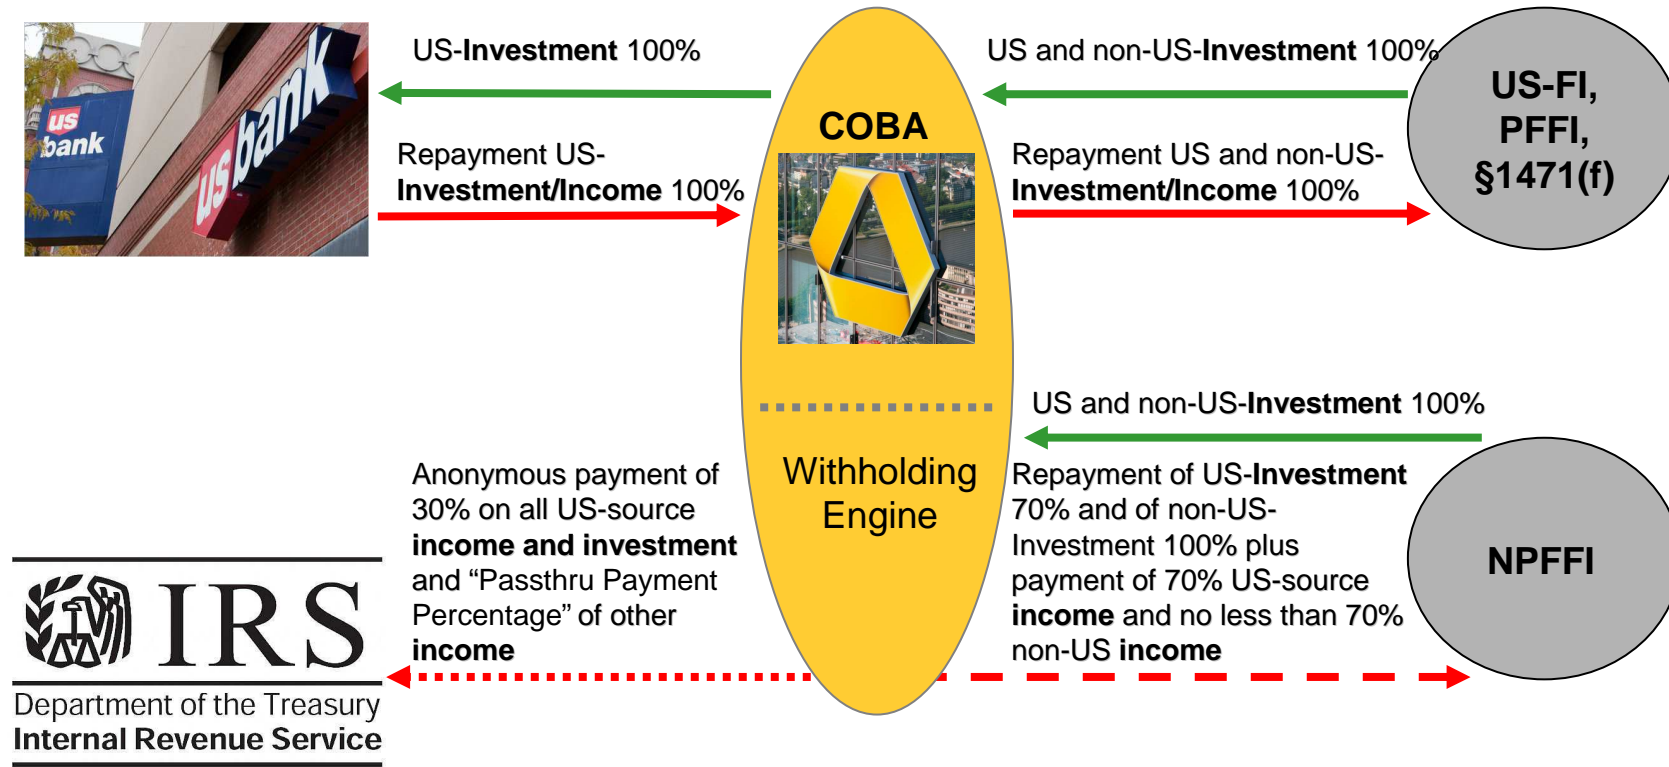 US-Investment 100%
US and non-US-Investment 100%
us
bank
usbank
Repayment US-
Investment/Income 100%
COBA
Repayment US and non-US-
Investment/Income 100%
US-FI,
PFFI,
§1471(f)
US and non-US-Investment 100%
Withholding
Engine
Anonymous payment of
30% on all US-source
income and investment
and “Passthru Payment
Percentage” of other
income
Repayment of US-Investment
70% and of non-US-
Investment 100% plus
payment of 70% US-source
income and no less than 70%
non-US income
NPFFI
IRS
Department of the Treasury
Internal Revenue Service